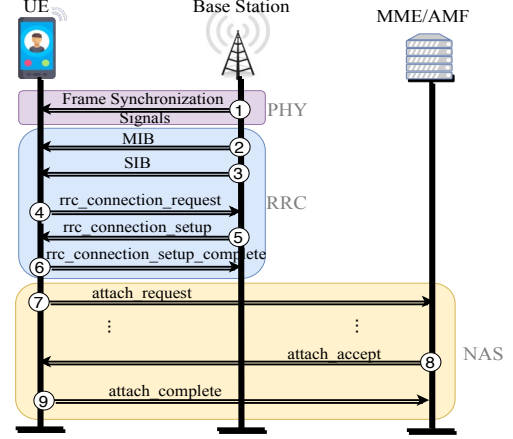 UE
Base Station
MME/AMF
Frame Synchronization
Signals
1
PHY
MIB
2
SIB
3
4
rrc_connection_request
RRC
rrc_connection_setup
5
6
rrc_connection_setup_complete
7
attach_request
attach_accept
8
NAS
9
attach_complete